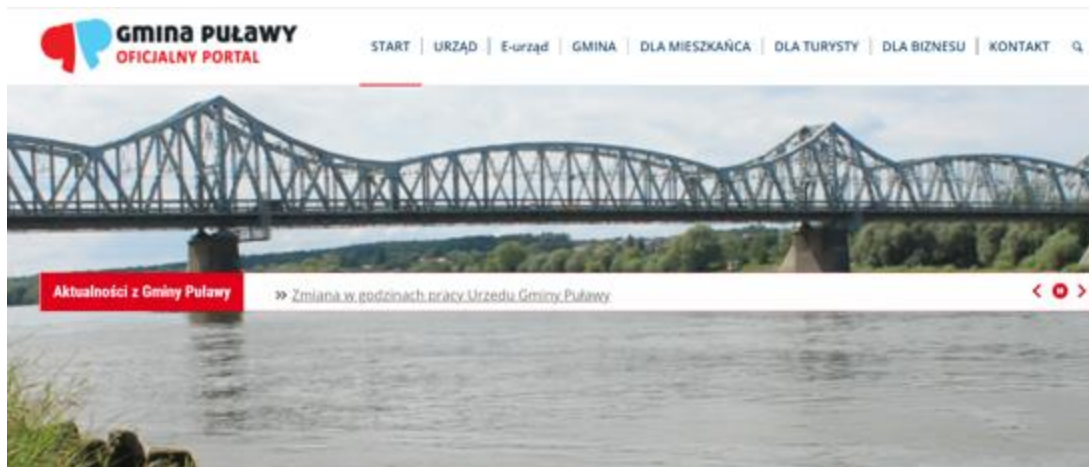 GMINA PUŁAWY
OFICJALNY PORTAL
START | URZĄD | E-urząd | GMINA | DLA MIESZKAŃCA | DLA TURYSTY | DLA BIZNESU | KONTAKT
Aktualności z Gminy Puławy
» Zmiana w godzinach pracy Urzedu Gminy Puławy